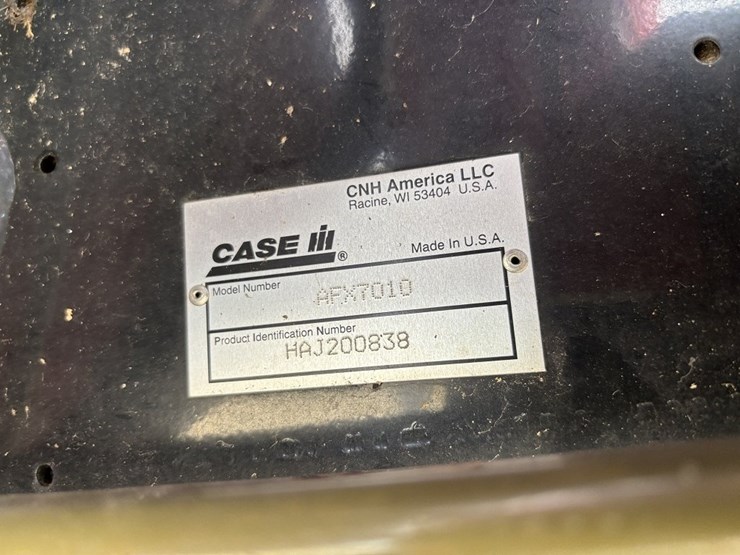 CNH America LLC
Racine, WI 53404 U.S.A.
CASE IH ®
Made In U.S.A.
Model Number
AFX7010
Product Identification Number
HAJ200838